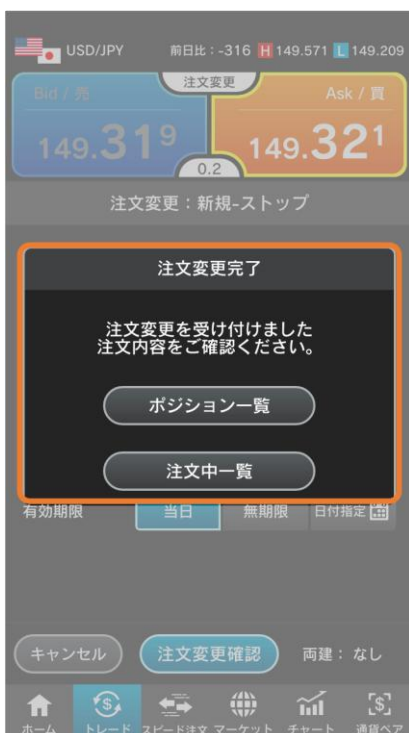 USD/JPY 前日比:-316 H 149.571 L 149.209
注文変更
Bid / 売 Ask / 買
149.319 149.321
0.2
注文変更:新規-ストップ
注文変更完了
注文変更を受け付けました
注文内容をご確認ください。
ポジション一覧
注文中一覧
有効期限 当日 無期限 日付指定
キャンセル 注文変更確認 両建: なし
ホーム トレード スピード注文 マーケット チャート 通貨ペア